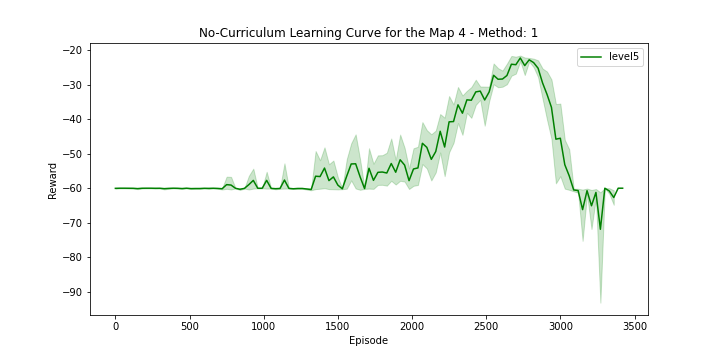 No-Curriculum Learning Curve for the Map 4 - Method: 1
level5
Reward
−20
−30
−40
−50
−60
−70
−80
−90
0 500 1000 1500 2000 2500 3000 3500
Episode